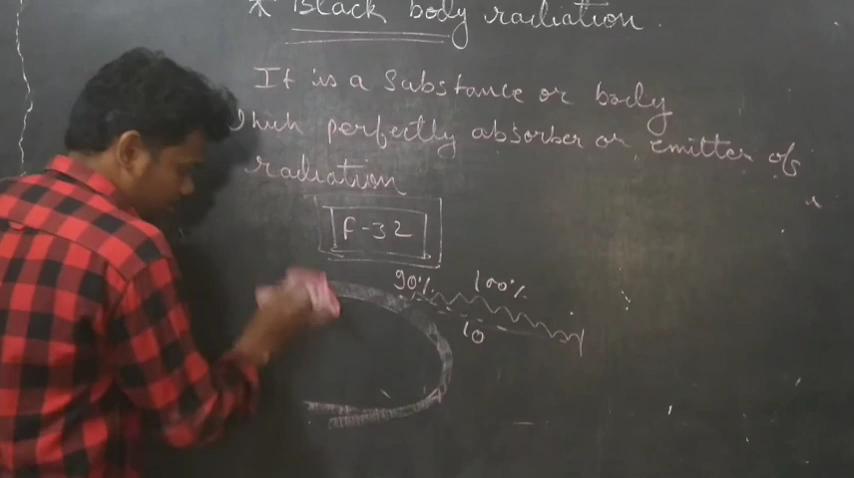 * Black body radiation.
It is a Substance or body
Which perfectly absorber or emitter of
radiation
F-32
90% 100%
10